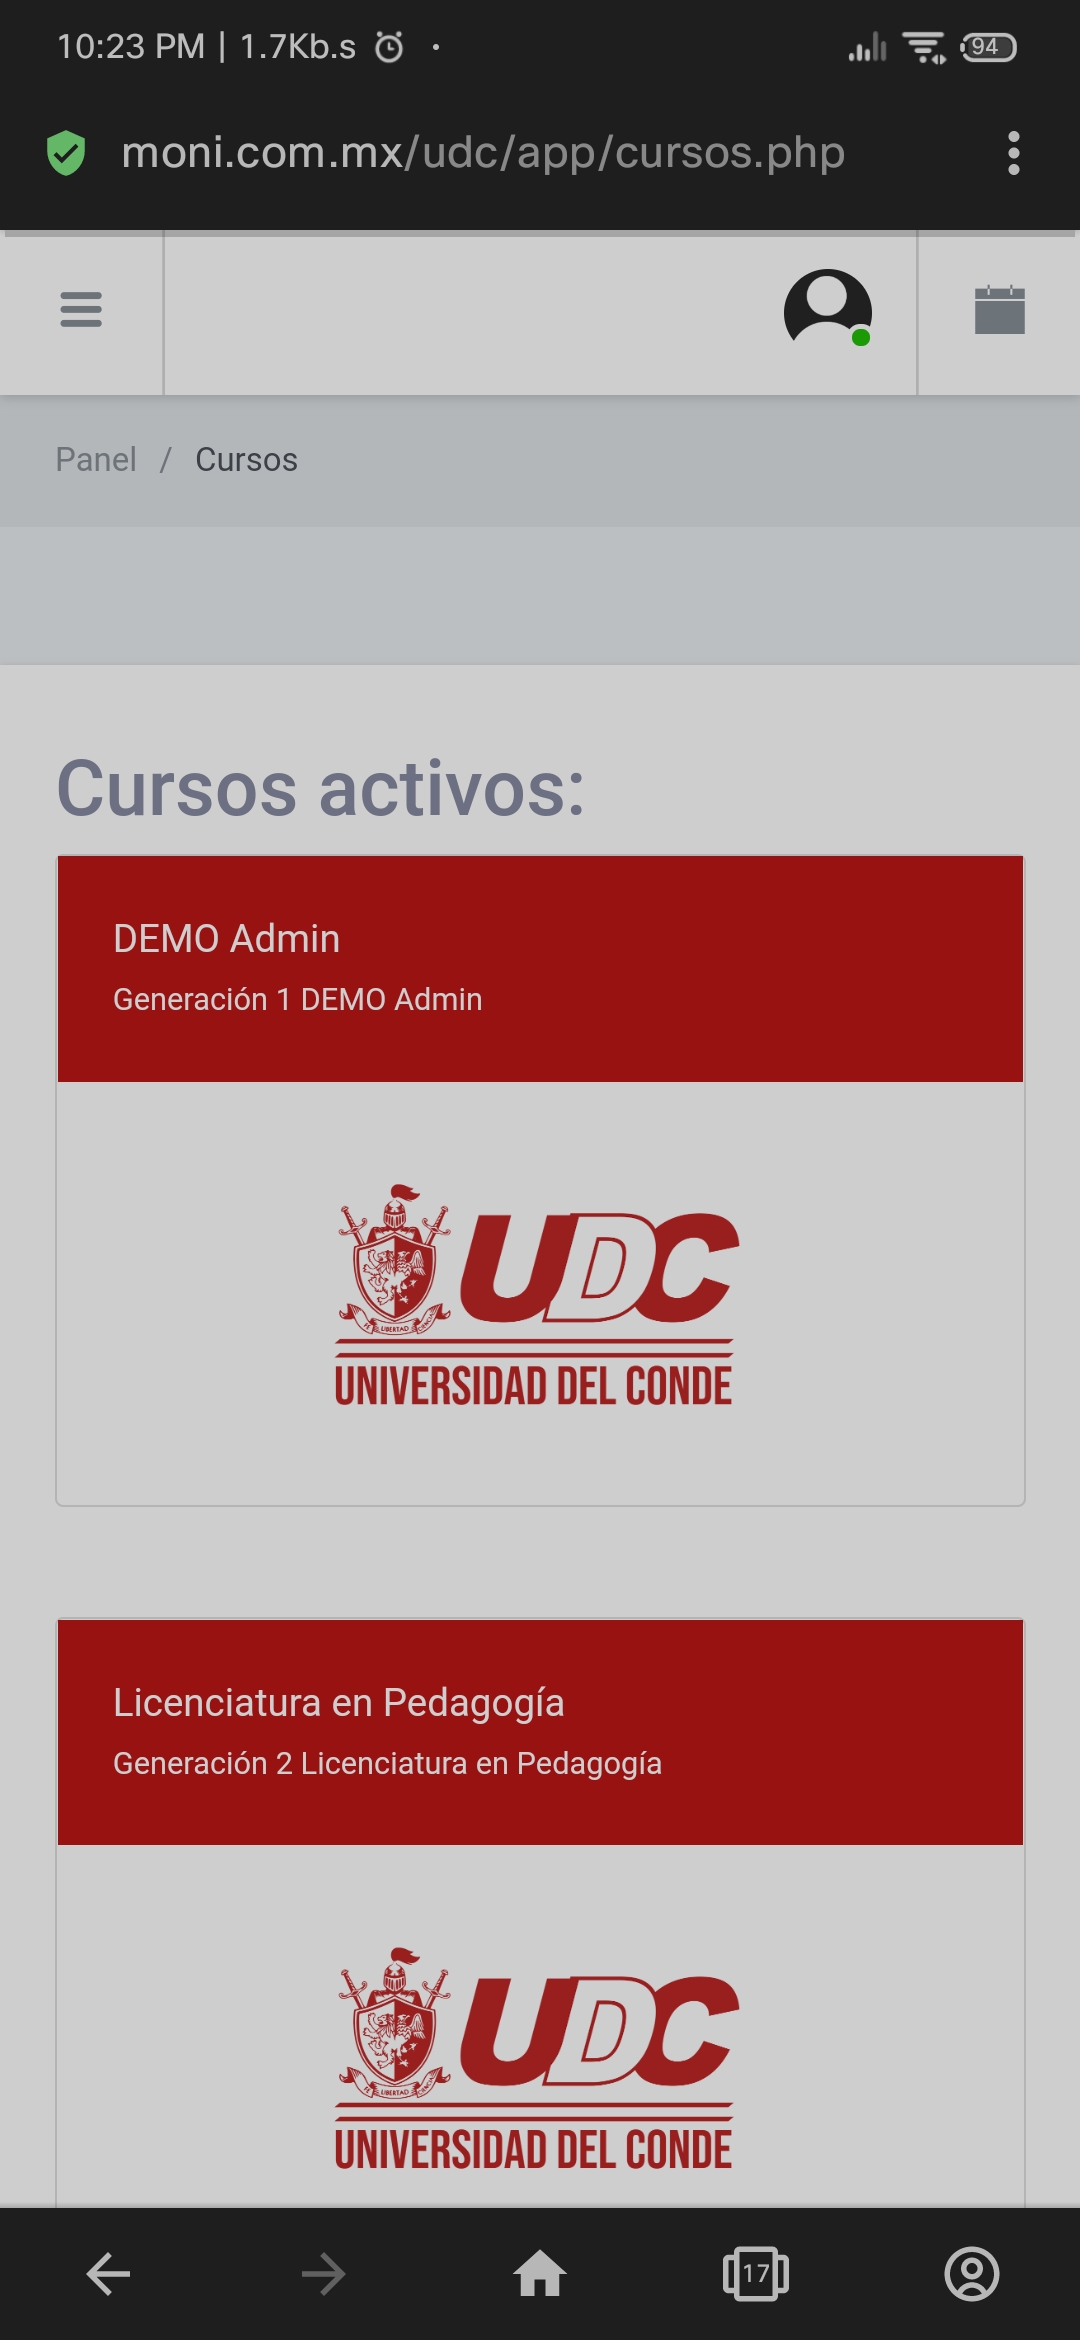 10:23 PM | 1.7Kb.s
94
moni.com.mx/udc/app/cursos.php
Panel / Cursos
Cursos activos:
DEMO Admin
Generación 1 DEMO Admin
UDC
LIBERTAD
UNIVERSIDAD DEL CONDE
Licenciatura en Pedagogía
Generación 2 Licenciatura en Pedagogía
UDC
LIBERTAD
UNIVERSIDAD DEL CONDE
17